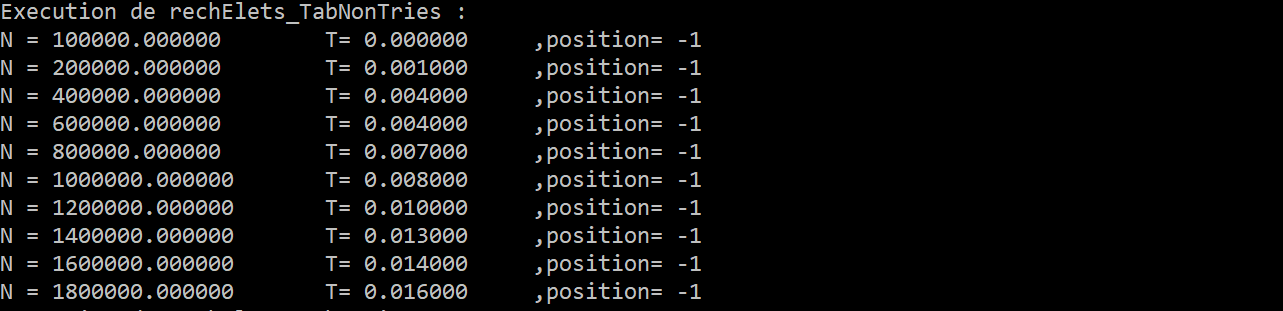 Execution de rechElets_TabNonTries :
N = 100000.000000 T= 0.000000 ,position= -1
N = 200000.000000 T= 0.001000 ,position= -1
N = 400000.000000 T= 0.004000 ,position= -1
N = 600000.000000 T= 0.004000 ,position= -1
N = 800000.000000 T= 0.007000 ,position= -1
N = 1000000.000000 T= 0.008000 ,position= -1
N = 1200000.000000 T= 0.010000 ,position= -1
N = 1400000.000000 T= 0.013000 ,position= -1
N = 1600000.000000 T= 0.014000 ,position= -1
N = 1800000.000000 T= 0.016000 ,position= -1